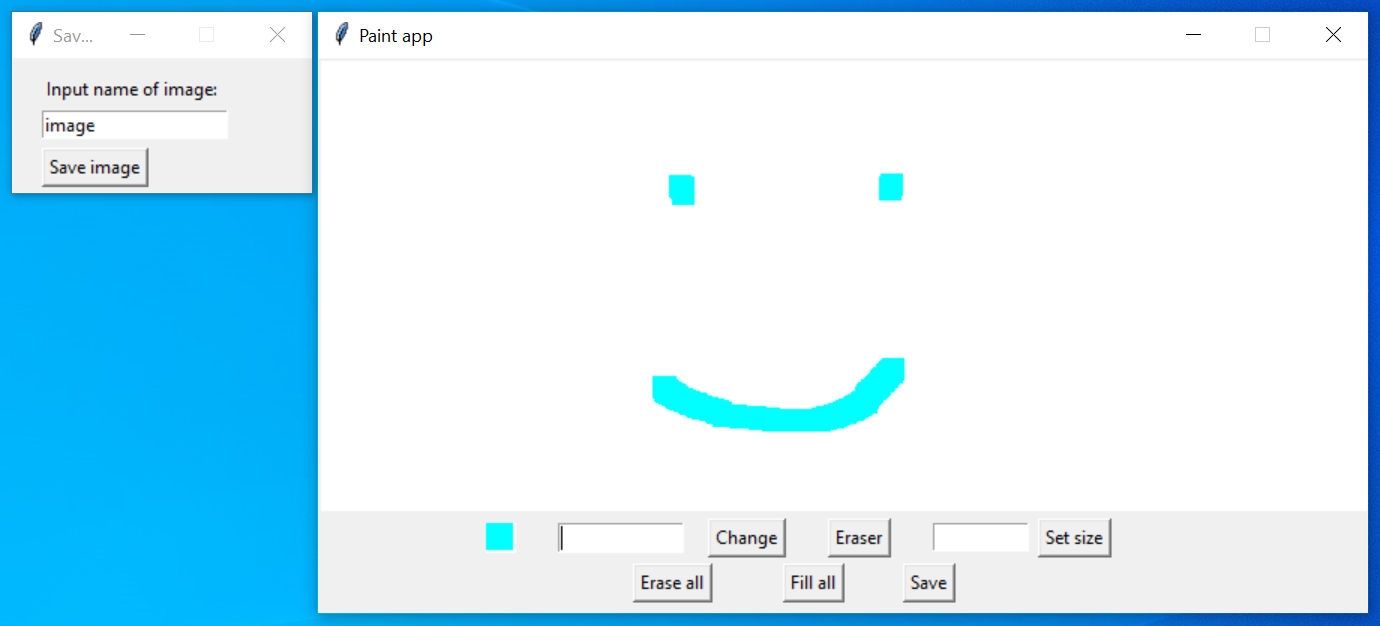 Sav...
Input name of image:
image
Save image
Paint app
Change Eraser Set size
Erase all Fill all Save